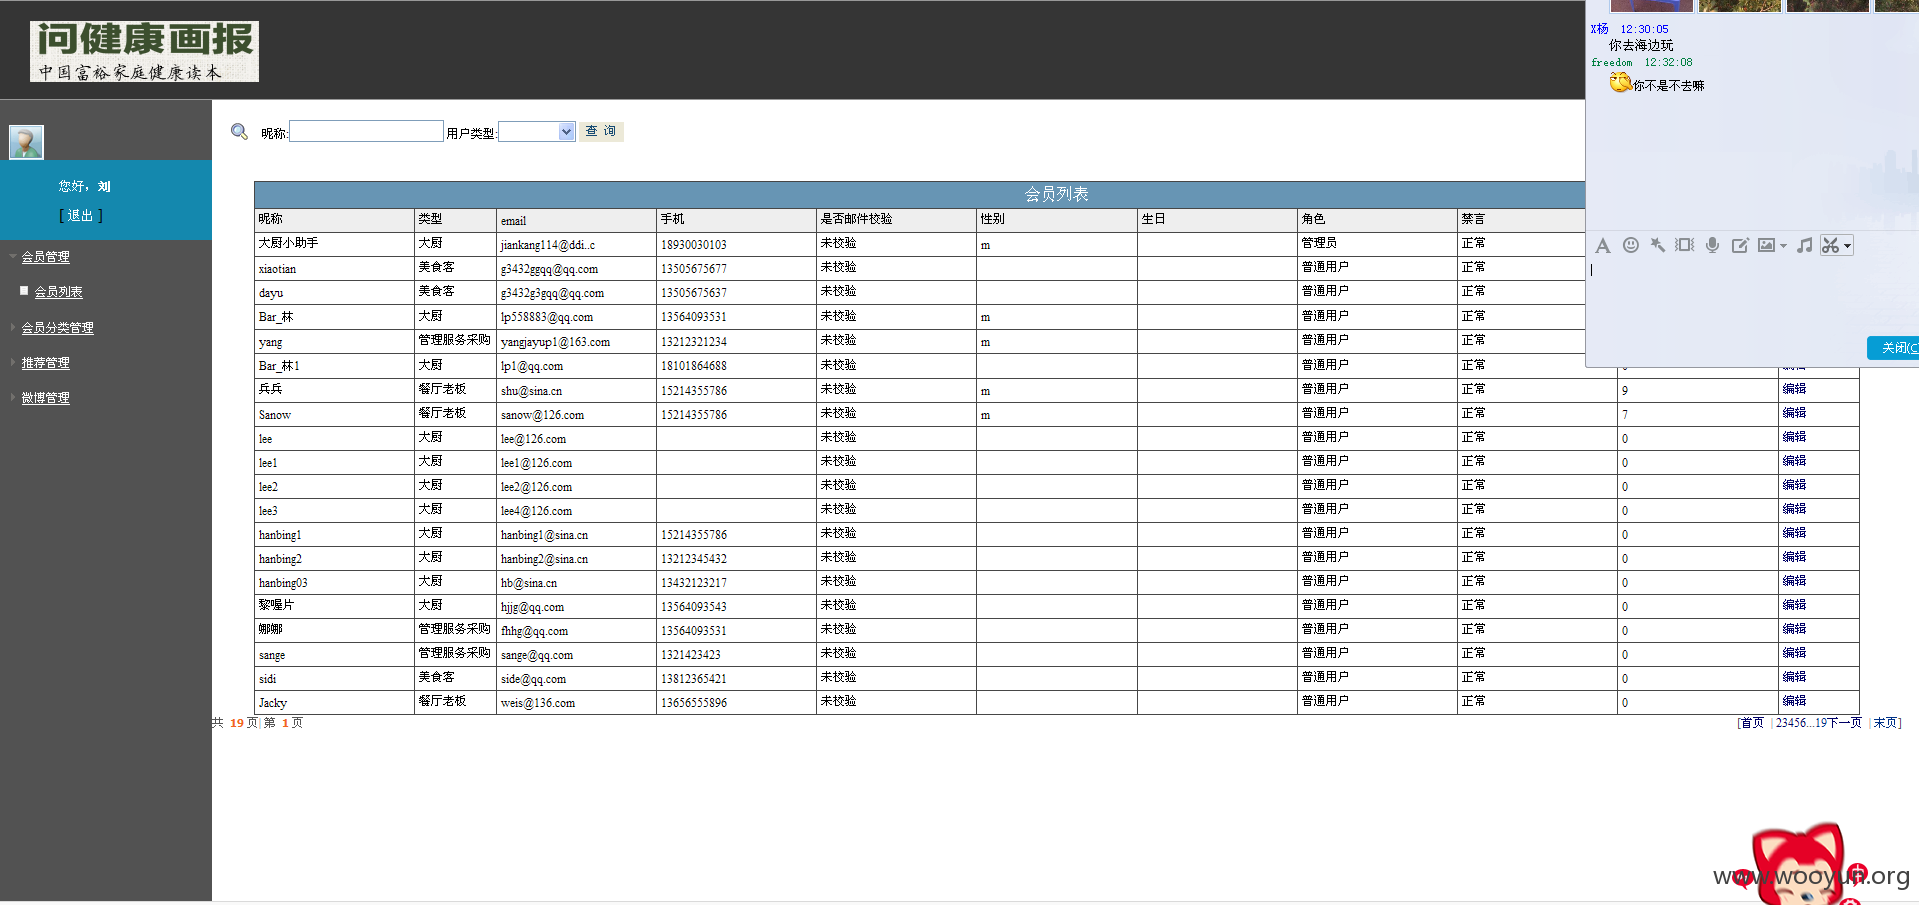 问健康画报
中国富裕家庭健康读本
您好，刘
[ 退出 ]
会员管理
会员列表
会员分类管理
推荐管理
微博管理
昵称: 用户类型: 查 询
会员列表
昵称 类型 email 手机 是否邮件校验 性别 生日 角色 禁言
大厨小助手 大厨 jiankang114@ddi..c 18930030103 未校验 m 管理员 正常
xiaotian 美食客 g3432ggqq@qq.com 13505675677 未校验 普通用户 正常
dayu 美食客 g3432g3gqq@qq.com 13505675637 未校验 普通用户 正常
Bar_林 大厨 lp558883@qq.com 13564093531 未校验 m 普通用户 正常
yang 管理服务采购 yangjayup1@163.com 13212321234 未校验 m 普通用户 正常
Bar_林1 大厨 lp1@qq.com 18101864688 未校验 普通用户 正常
兵兵 餐厅老板 shu@sina.cn 15214355786 未校验 m 普通用户 正常 9 编辑
Sanow 餐厅老板 sanow@126.com 15214355786 未校验 m 普通用户 正常 7 编辑
lee 大厨 lee@126.com 未校验 普通用户 正常 0 编辑
lee1 大厨 lee1@126.com 未校验 普通用户 正常 0 编辑
lee2 大厨 lee2@126.com 未校验 普通用户 正常 0 编辑
lee3 大厨 lee4@126.com 未校验 普通用户 正常 0 编辑
hanbing1 大厨 hanbing1@sina.cn 15214355786 未校验 普通用户 正常 0 编辑
hanbing2 大厨 hanbing2@sina.cn 13212345432 未校验 普通用户 正常 0 编辑
hanbing03 大厨 hb@sina.cn 13432123217 未校验 普通用户 正常 0 编辑
黎喔片 大厨 hjjg@qq.com 13564093543 未校验 普通用户 正常 0 编辑
娜娜 管理服务采购 fhhg@qq.com 13564093531 未校验 普通用户 正常 0 编辑
sange 管理服务采购 sange@qq.com 1321423423 未校验 普通用户 正常 0 编辑
sidi 美食客 side@qq.com 13812365421 未校验 普通用户 正常 0 编辑
Jacky 餐厅老板 weis@136.com 13656555896 未校验 普通用户 正常 0 编辑
共 19 页| 第 1 页 [首页 | 23456...19下一页 | 末页]
X杨 12:30:05
你去海边玩
freedom 12:32:08
你不是不去嘛
关闭(C
www.wooyun.org